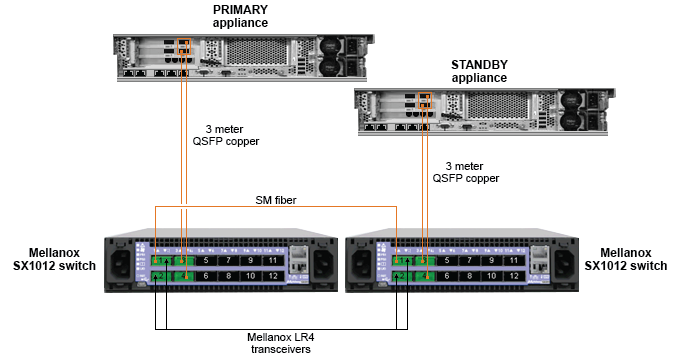 PRIMARY
appliance
STANDBY
appliance
3 meter
QSFP copper
3 meter
QSFP copper
SM fiber
Mellanox
SX1012 switch
5 7 9 11
6 8 10 12
5 7 9 11
6 8 10 12
Mellanox
SX1012 switch
Mellanox LR4
transceivers